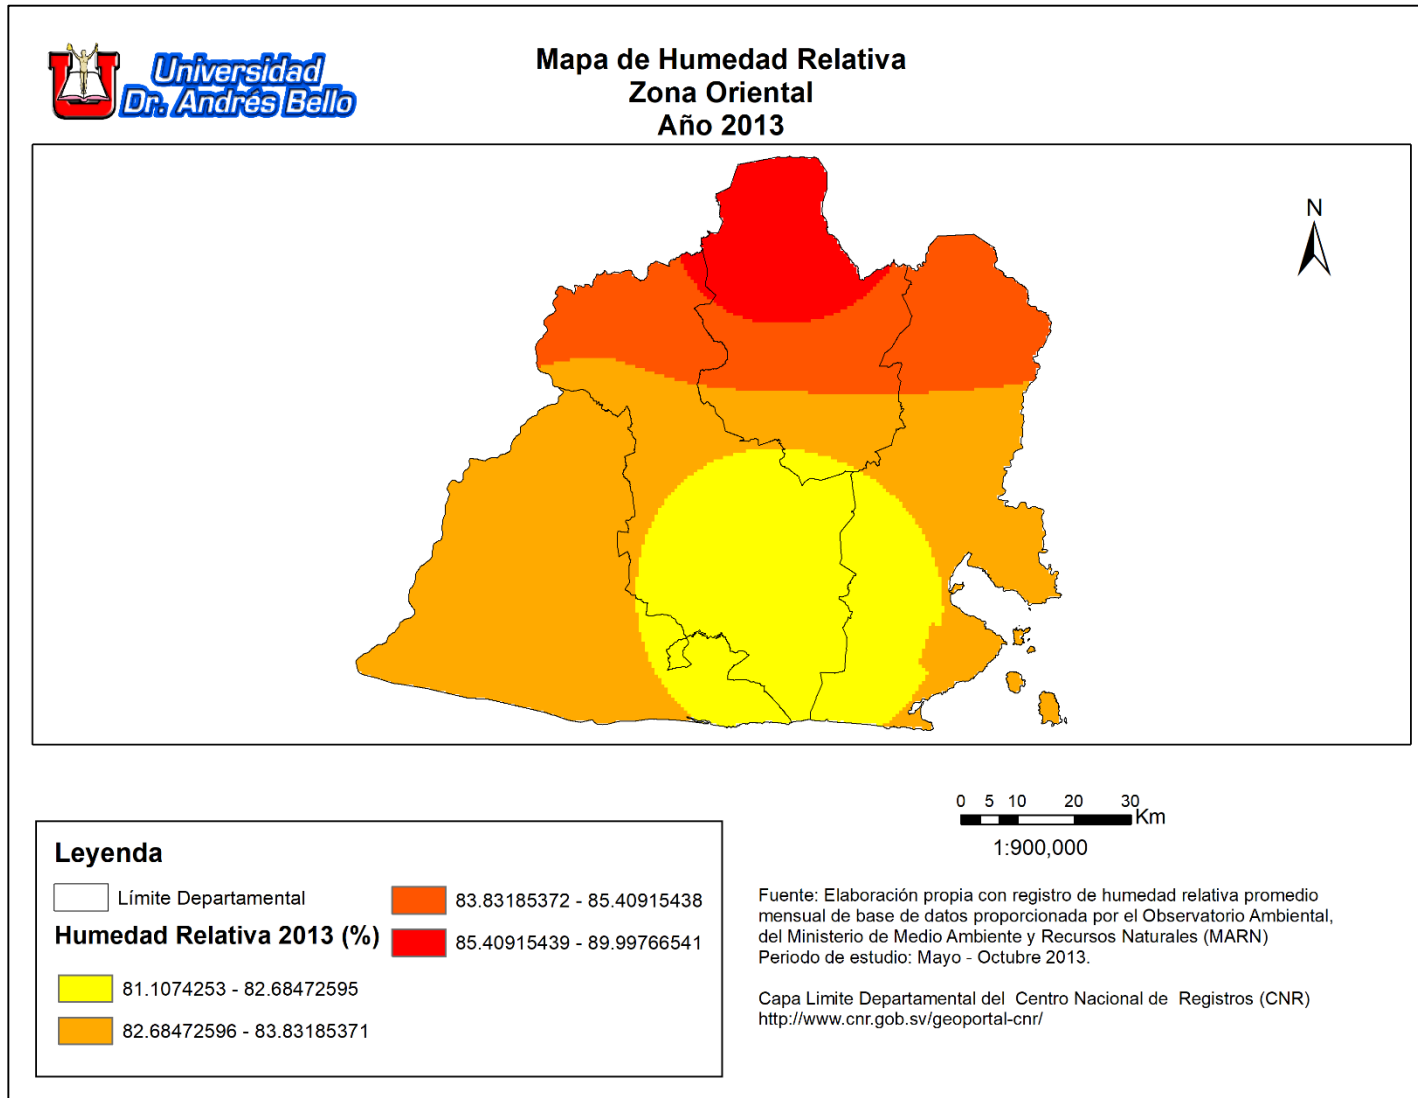 Universidad
Dr. Andrés Bello
Mapa de Humedad Relativa
Zona Oriental
Año 2013
N
0 5 10 20 30
Km
1:900,000
Leyenda
Límite Departamental
Humedad Relativa 2013 (%)
81.1074253 - 82.68472595
82.68472596 - 83.83185371
83.83185372 - 85.40915438
85.40915439 - 89.99766541
Fuente: Elaboración propia con registro de humedad relativa promedio
mensual de base de datos proporcionada por el Observatorio Ambiental,
del Ministerio de Medio Ambiente y Recursos Naturales (MARN)
Periodo de estudio: Mayo - Octubre 2013.
Capa Limite Departamental del Centro Nacional de Registros (CNR)
http://www.cnr.gob.sv/geoportal-cnr/